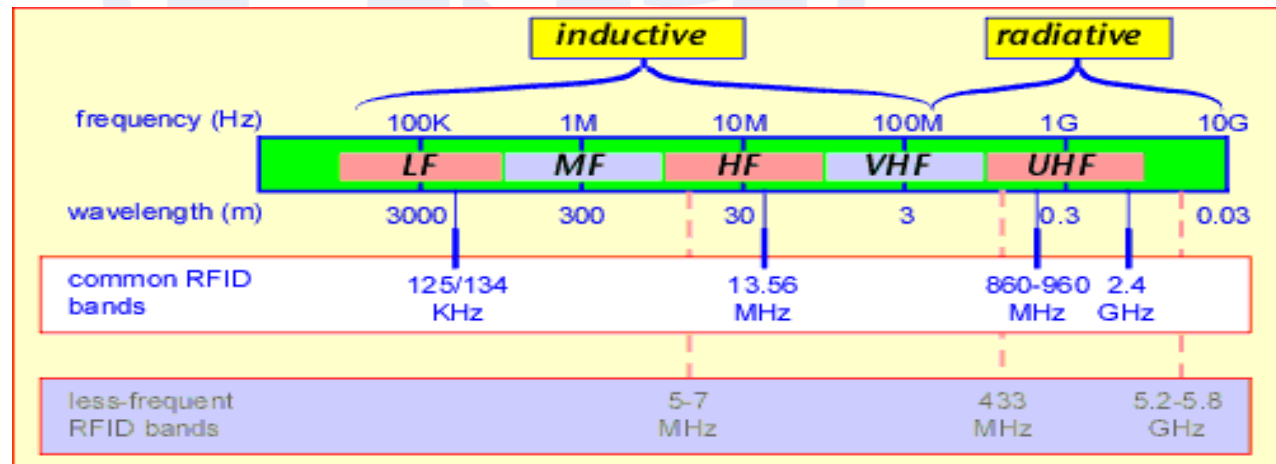 inductive radiative
frequency (Hz) 100K 1M 10M 100M 1G 10G
LF MF HF VHF UHF
wavelength (m) 3000 300 30 3 0.3 0.03
common RFID 125/134 13.56 860-960 2.4
bands KHz MHz MHz GHz
less-frequent 5-7 433 5.2-5.8
RFID bands MHz MHz GHz